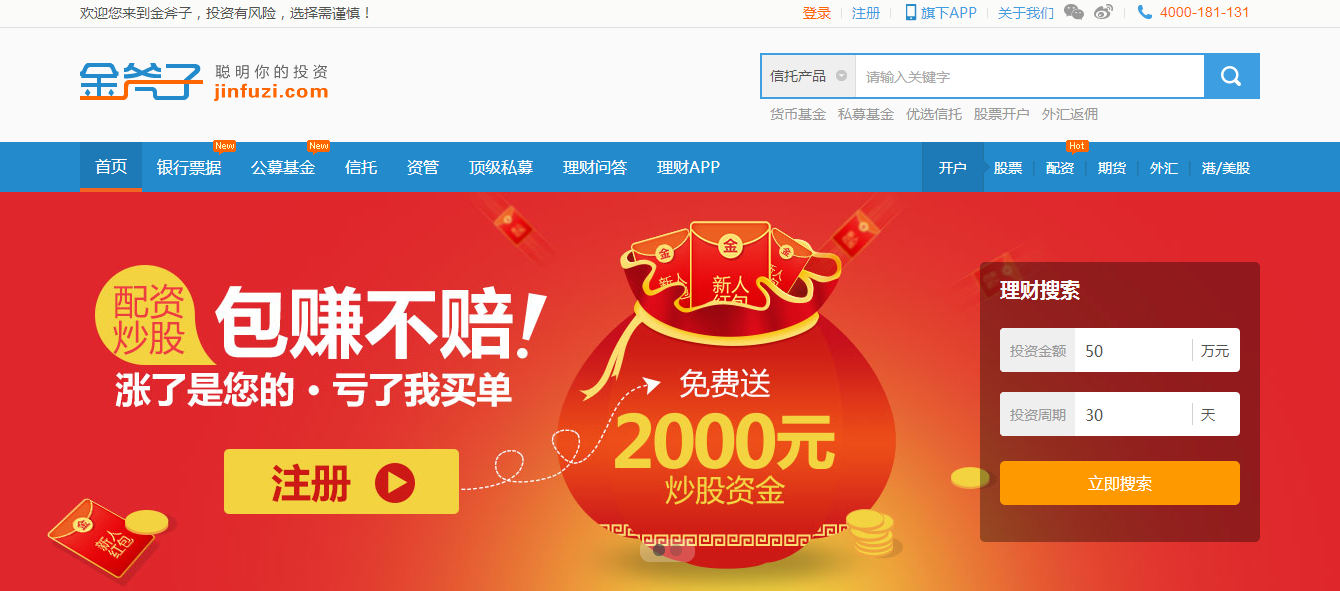 欢迎您来到金斧子，投资有风险，选择需谨慎！
登录 注册 旗下APP 关于我们 4000-181-131
金斧子 聪明你的投资
jinfuzi.com
信托产品 请输入关键字
货币基金 私募基金 优选信托 股票开户 外汇返佣
New New Hot
首页 银行票据 公募基金 信托 资管 顶级私募 理财问答 理财APP 开户 股票 配资 期货 外汇 港/美股
金 金 金
新人 新人
红包
配资
炒股
包赚不赔!
涨了是您的·亏了我买单
注册
免费送
2000元
炒股资金
金
新人
红包
理财搜索
投资金额 50 万元
投资周期 30 天
立即搜索